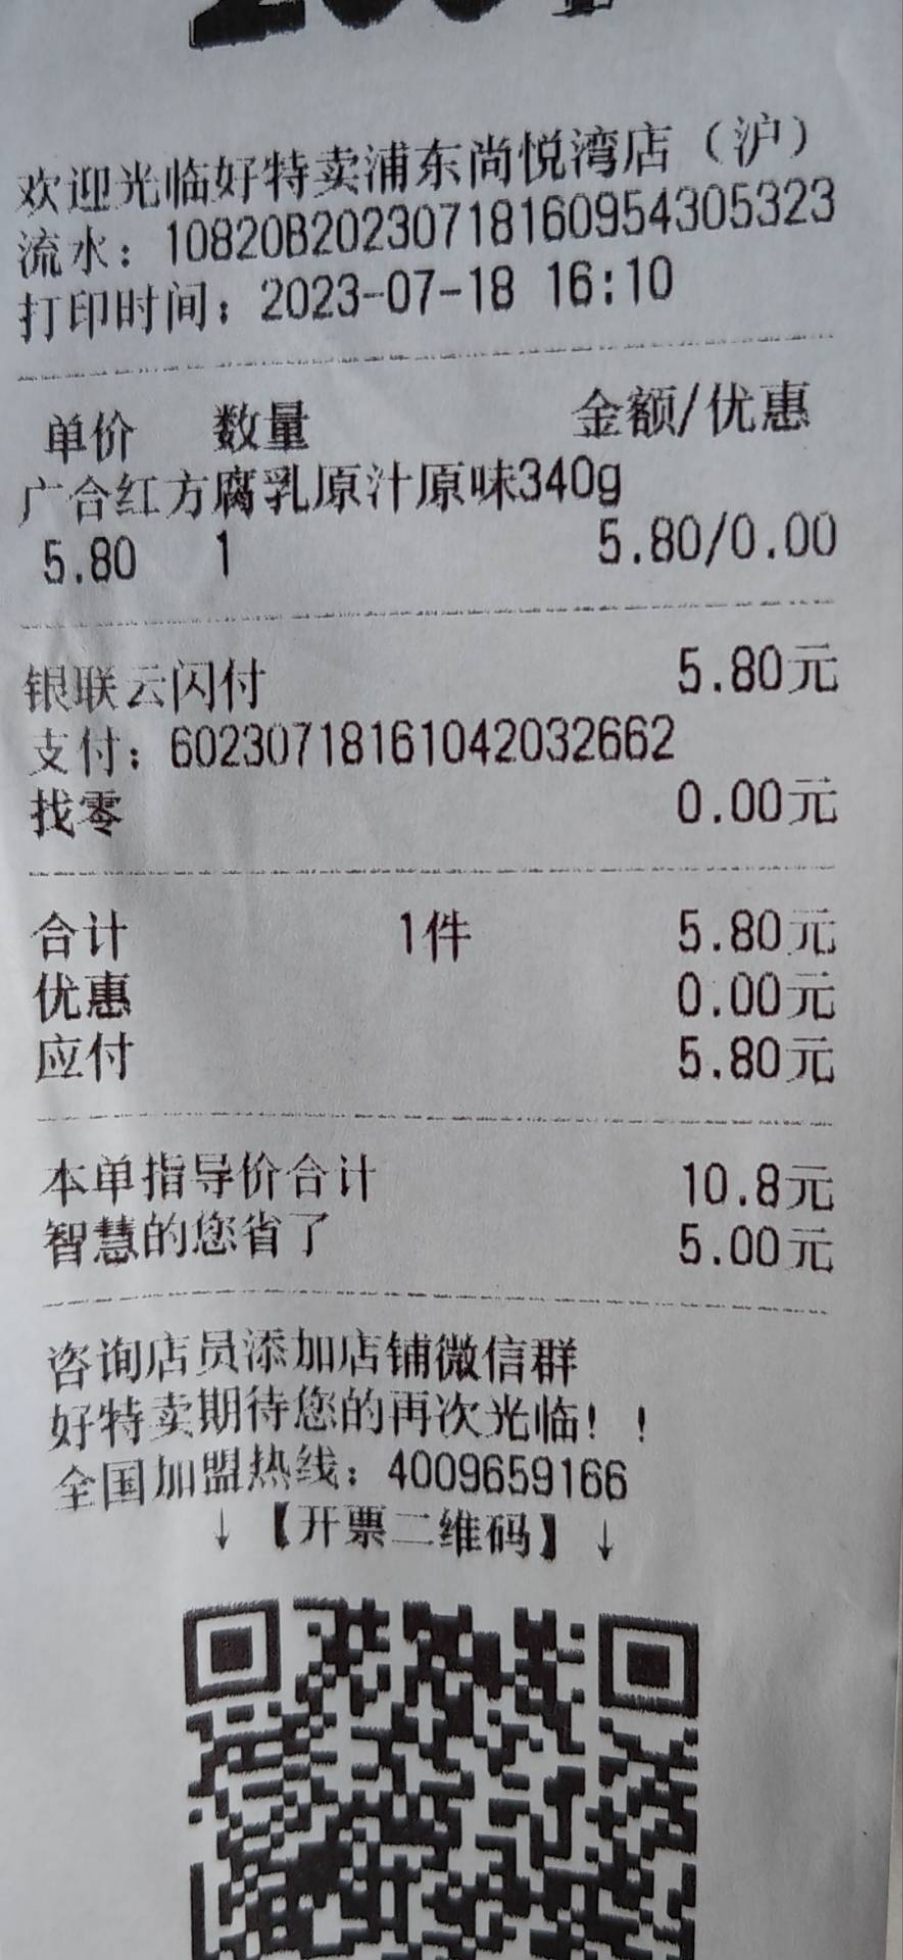 欢迎光临好特卖浦东尚悦湾店（沪）
流水：10820B20230718160954305323
打印时间：2023-07-18 16:10
单价 数量 金额/优惠
广合红方腐乳原汁原味340g
5.80 1 5.80/0.00
银联云闪付 5.80元
支付：60230718161042032662
找零 0.00元
合计 1件 5.80元
优惠 0.00元
应付 5.80元
本单指导价合计 10.8元
智慧的您省了 5.00元
咨询店员添加店铺微信群
好特卖期待您的再次光临！！
全国加盟热线：4009659166
↓【开票二维码】↓